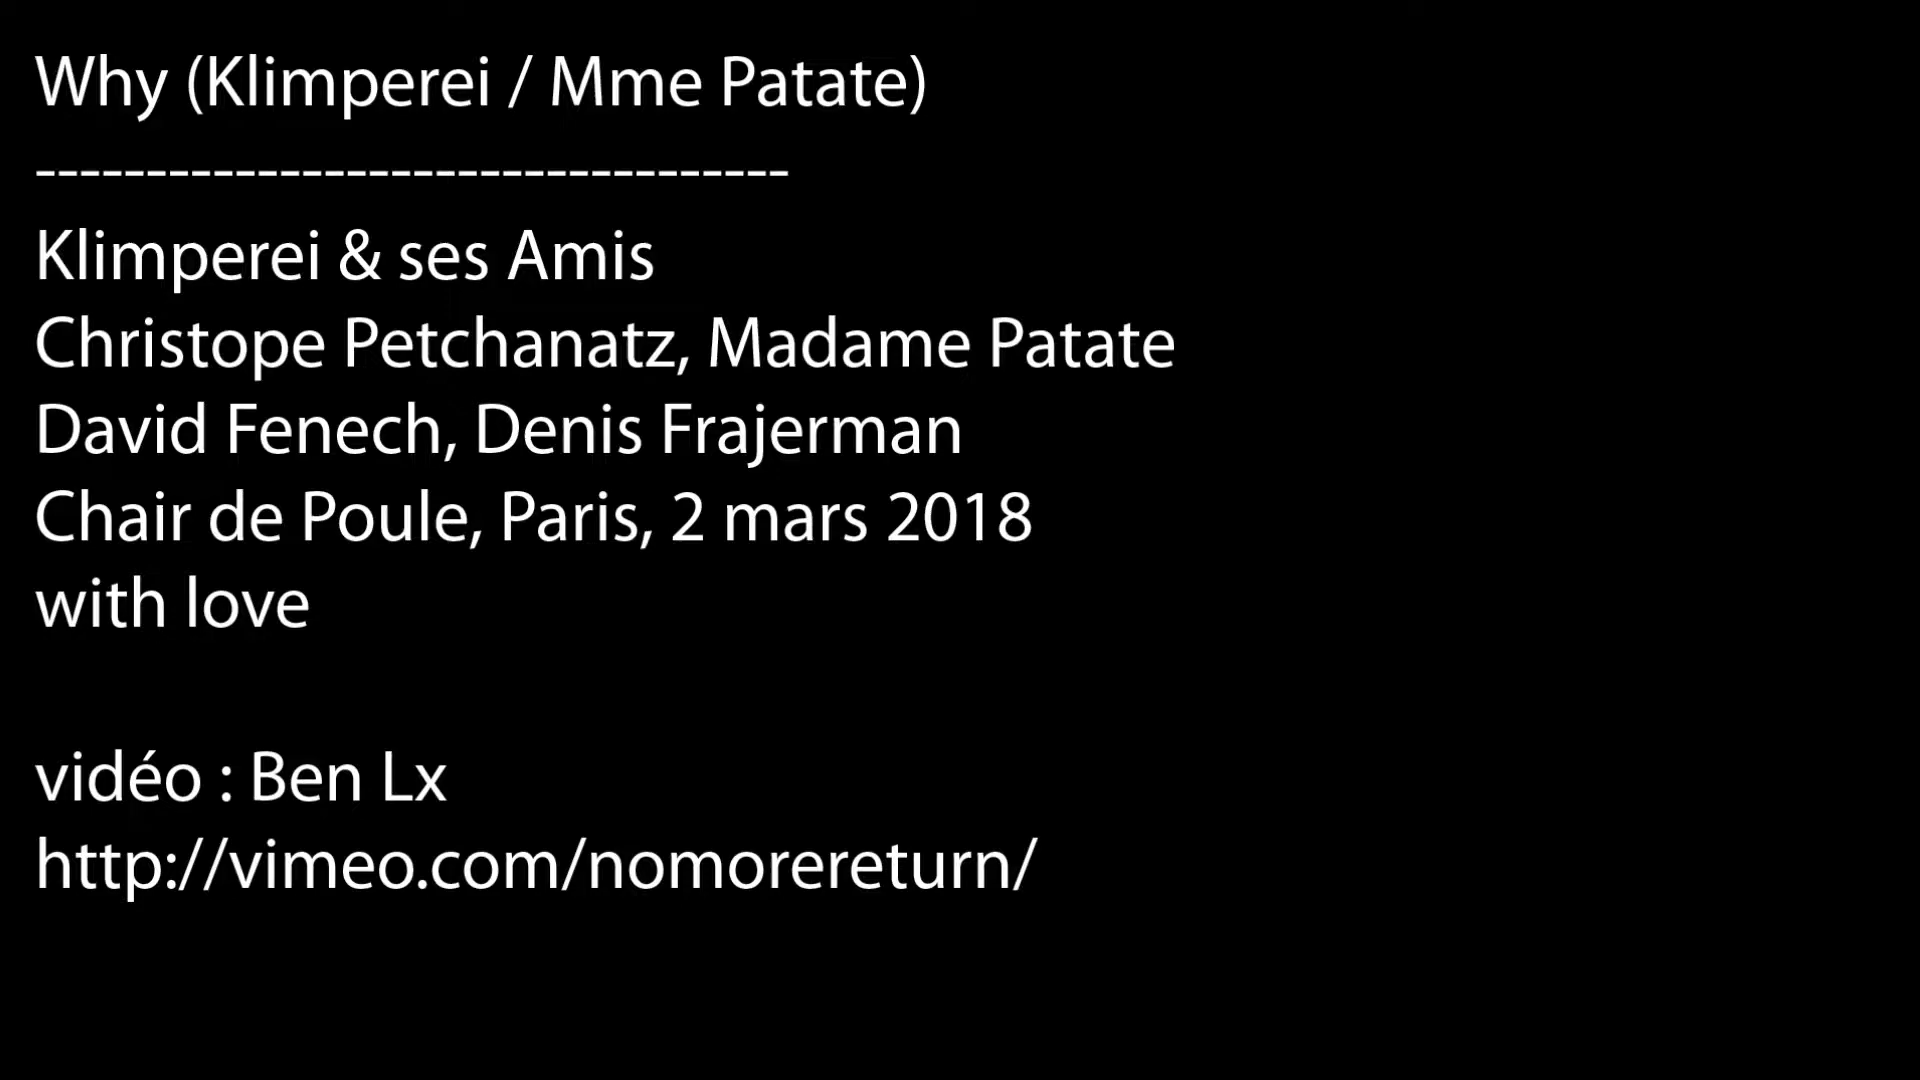 Why (Klimperei / Mme Patate)
----------------------------------
Klimperei & ses Amis
Christope Petchanatz, Madame Patate
David Fenech, Denis Frajerman
Chair de Poule, Paris, 2 mars 2018
with love
vidéo : Ben Lx
http://vimeo.com/nomorereturn/